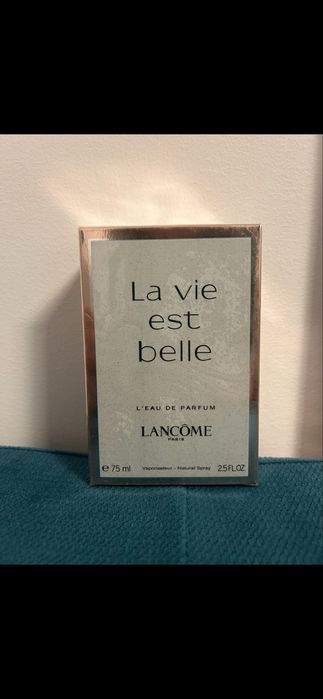 La vie
est
belle
L'EAU DE PARFUM
LANCÔME
PARIS
e 75 ml Vaporisateur - Natural Spray 2.5 FL.OZ.